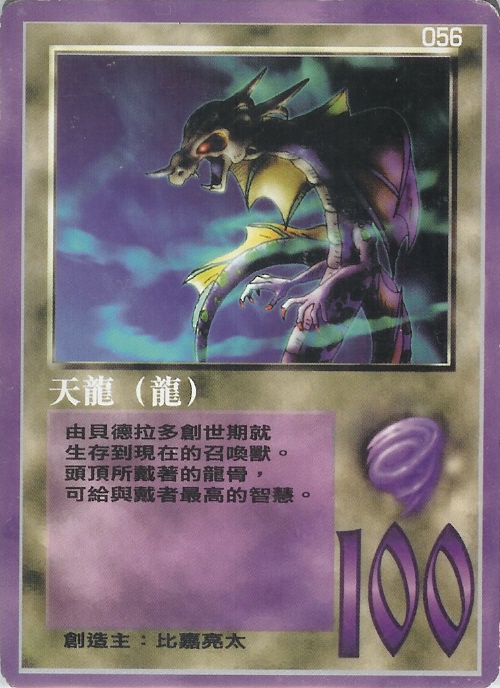 056
天龍（龍）
由貝德拉多創世期就
生存到現在的召喚獸。
頭頂所戴著的龍骨，
可給與戴者最高的智慧。
100
創造主：比嘉亮太